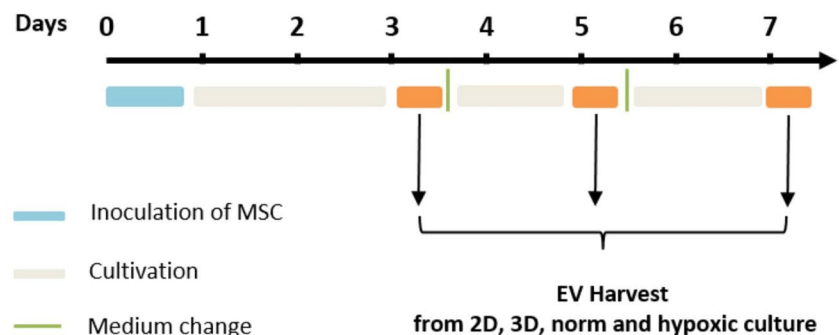 Days 0 1 2 3 4 5 6 7
Inoculation of MSC
Cultivation
Medium change
EV Harvest
from 2D, 3D, norm and hypoxic culture